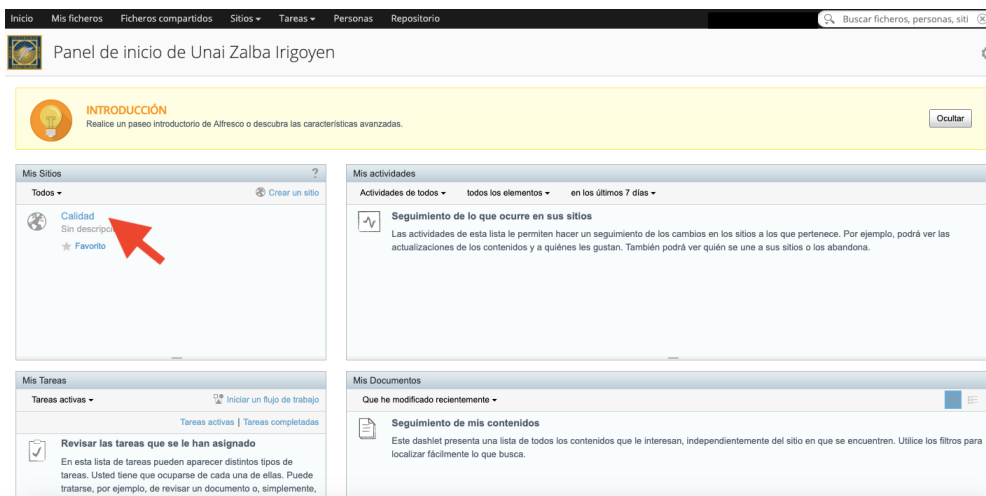 Inicio Mis ficheros Ficheros compartidos Sitios Tareas Personas Repositorio
Buscar ficheros, personas, siti
Panel de inicio de Unai Zalba Irigoyen
INTRODUCCIÓN
Realice un paseo introductorio de Alfresco o descubra las características avanzadas.
Ocultar
Mis Sitios ?
Todos Crear un sitio
Calidad
Sin descripci
Favorito
Mis actividades
Actividades de todos todos los elementos en los últimos 7 días
Seguimiento de lo que ocurre en sus sitios
Las actividades de esta lista le permiten hacer un seguimiento de los cambios en los sitios a los que pertenece. Por ejemplo, podrá ver las
actualizaciones de los contenidos y a quiénes les gustan. También podrá ver quién se une a sus sitios o los abandona.
Mis Tareas
Tareas activas Iniciar un flujo de trabajo
Tareas activas | Tareas completadas
Revisar las tareas que se le han asignado
En esta lista de tareas pueden aparecer distintos tipos de
tareas. Usted tiene que ocuparse de cada una de ellas. Puede
tratarse, por ejemplo, de revisar un documento o, simplemente,
Mis Documentos
Que he modificado recientemente
Seguimiento de mis contenidos
Este dashlet presenta una lista de todos los contenidos que le interesan, independientemente del sitio en que se encuentren. Utilice los filtros para
localizar fácilmente lo que busca.